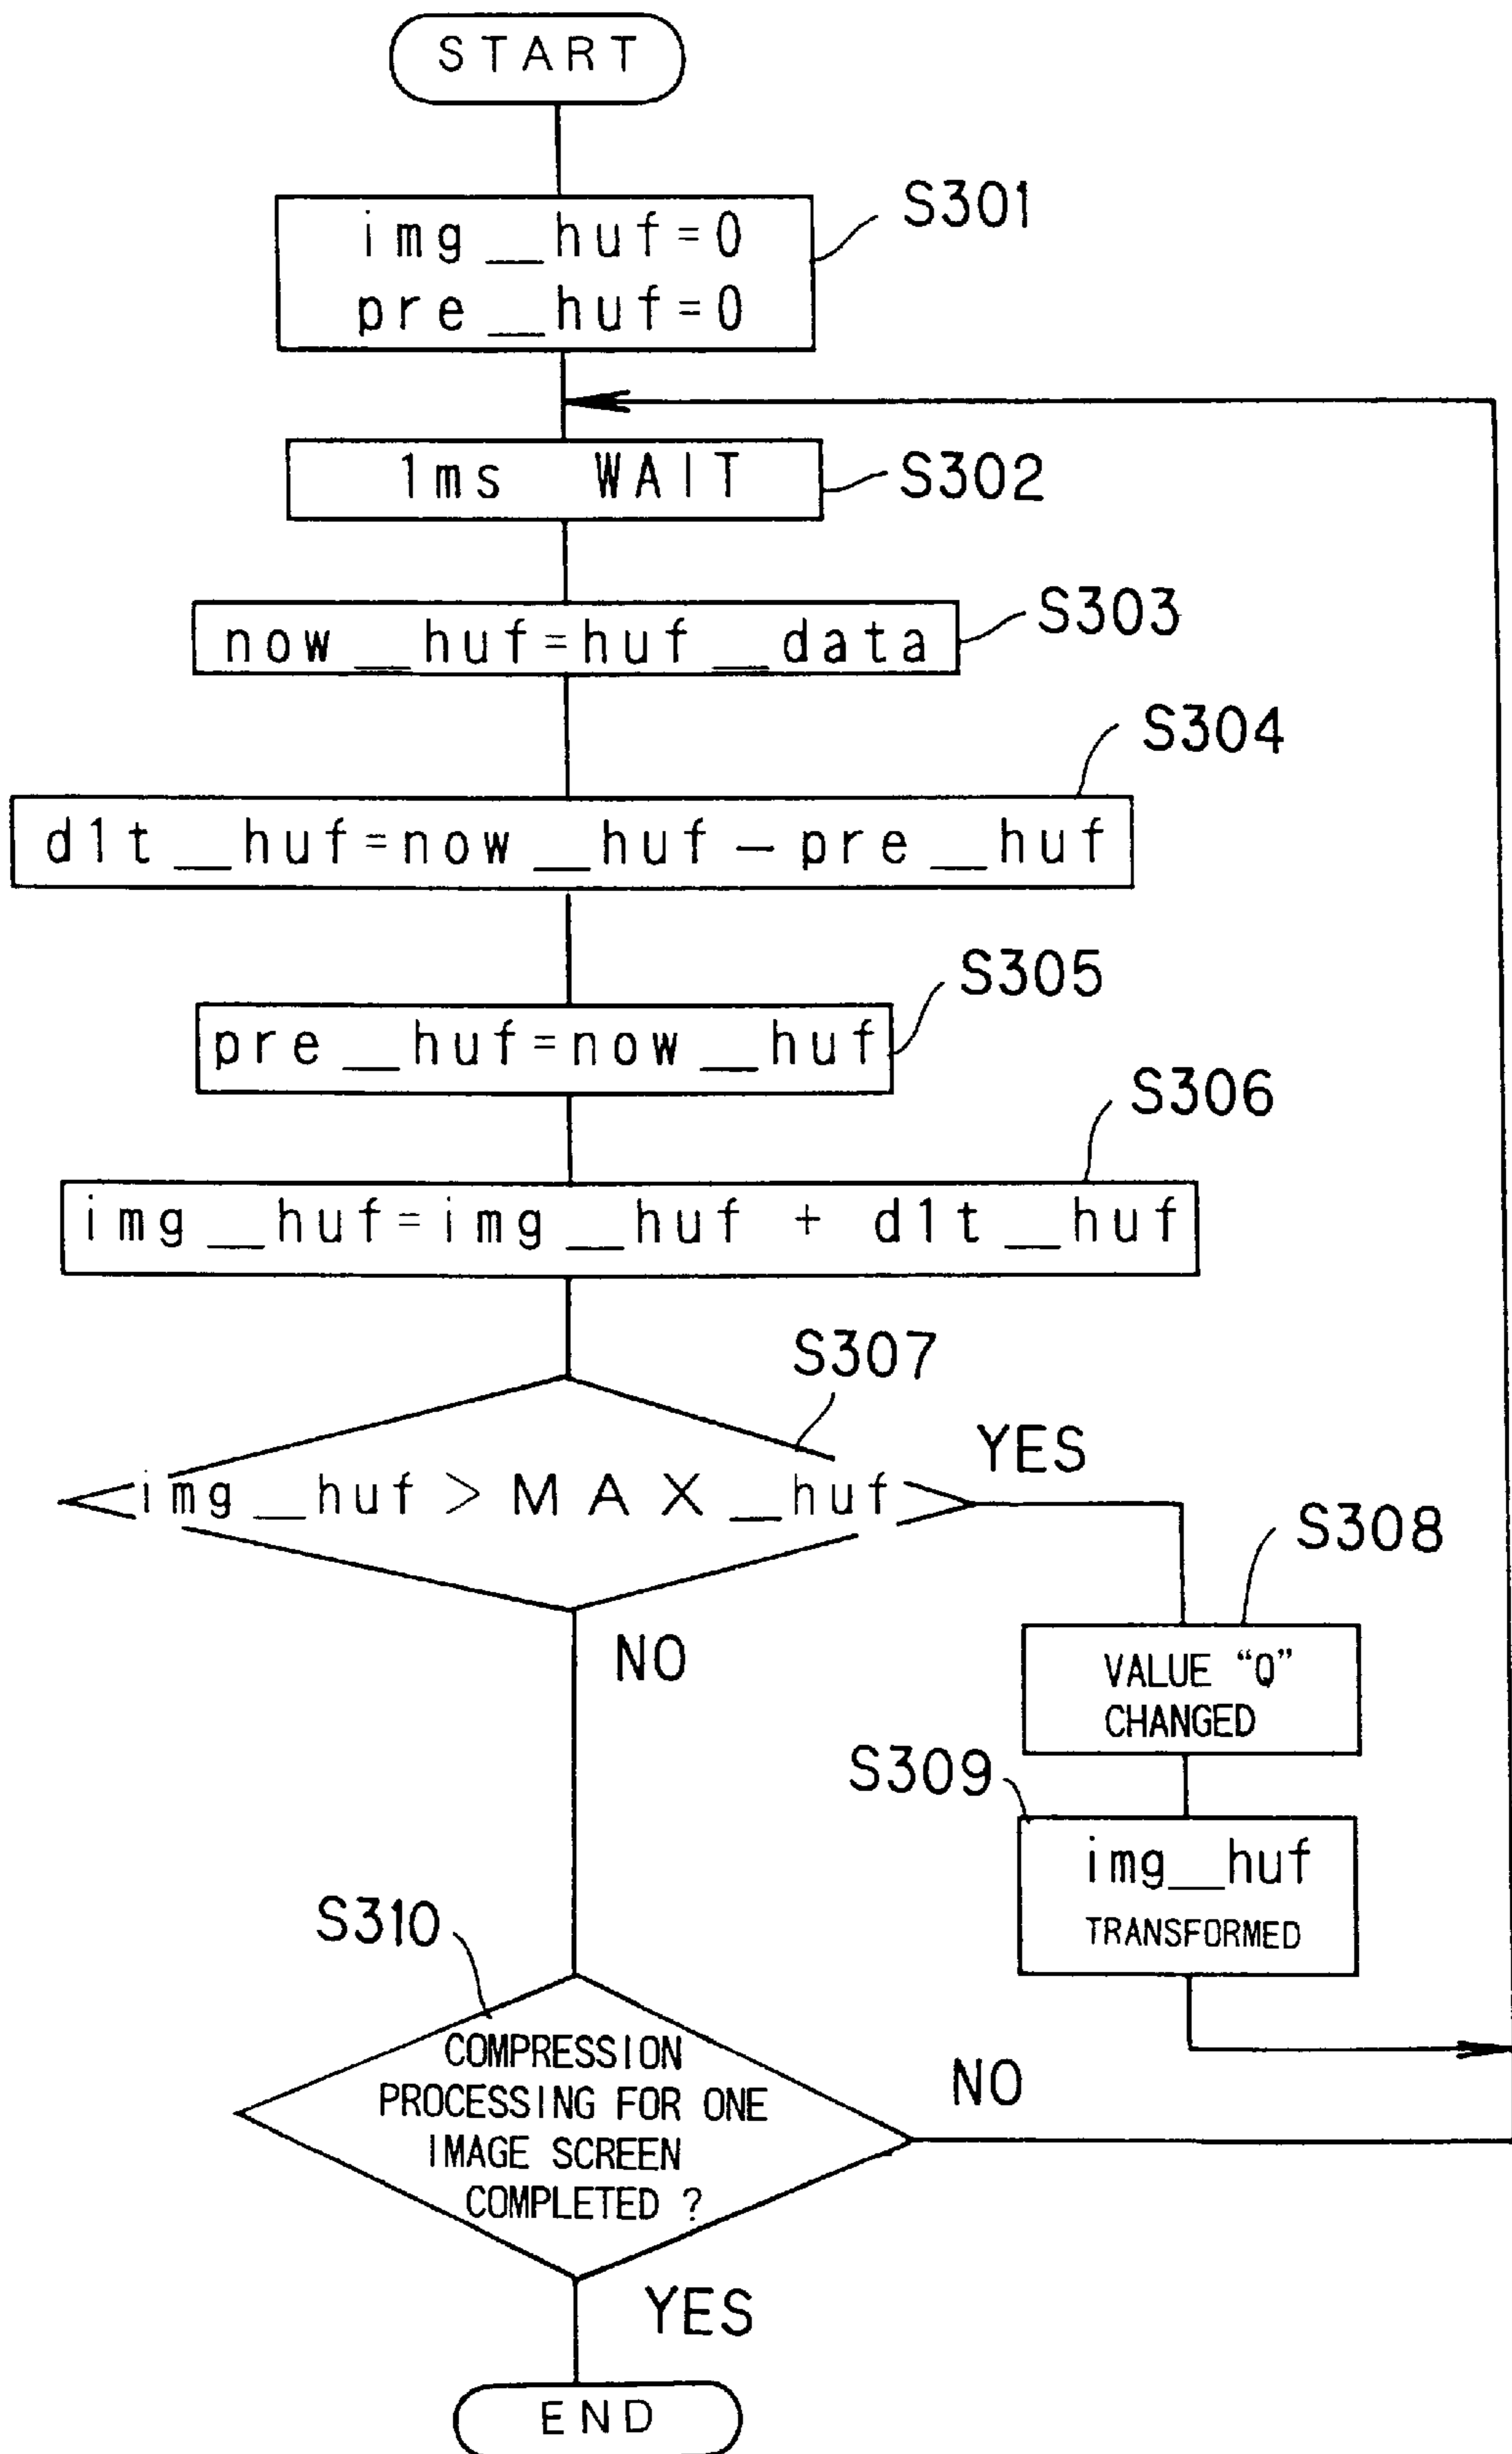 START
S301
img__huf=0
pre__huf=0
1ms WAIT
S302
S303
now__huf=huf__data
S304
d1t__huf=now__huf-pre__huf
S305
pre__huf=now__huf
S306
img__huf=img__huf + d1t__huf
S307
YES
img__huf>MAX__huf
S308
NO
VALUE “Q”
CHANGED
S309
img__huf
TRANSFORMED
S310
COMPRESSION
PROCESSING FOR ONE
IMAGE SCREEN
COMPLETED ?
NO
YES
END